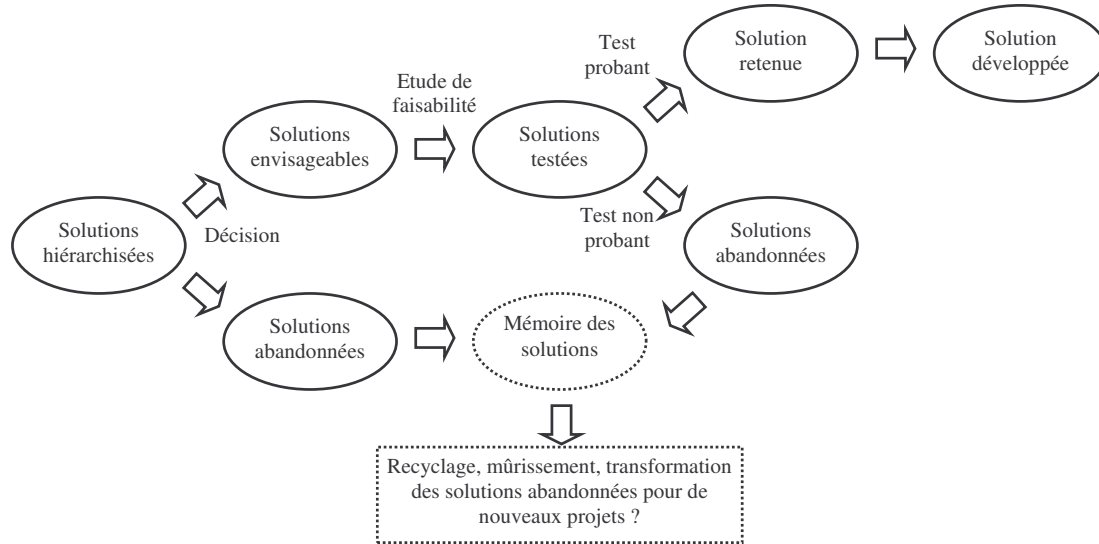 Test
probant
Solution
retenue
Solution
développée
Etude de
faisabilité
Solutions
envisageables
Solutions
testées
Solutions
hiérarchisées
Décision
Test non
probant
Solutions
abandonnées
Solutions
abandonnées
Mémoire des
solutions
Recyclage, mûrissement, transformation
des solutions abandonnées pour de
nouveaux projets ?